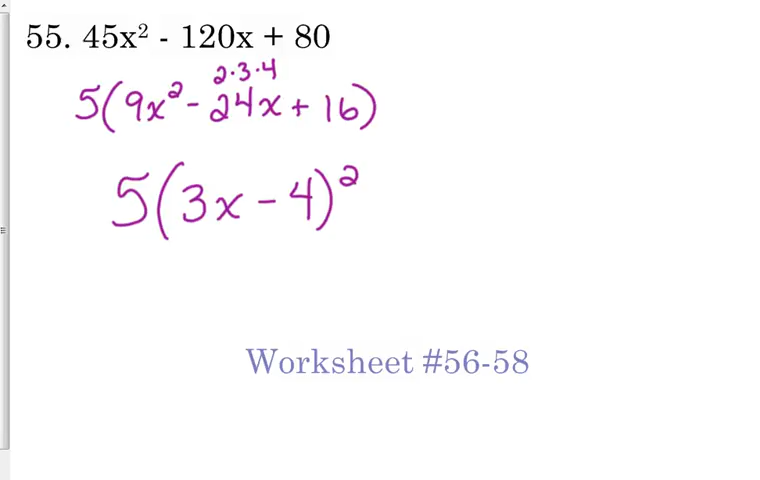 55. 45x² - 120x + 80
2·3·4
5(9x² - 24x + 16)
5(3x - 4)²
Worksheet #56-58